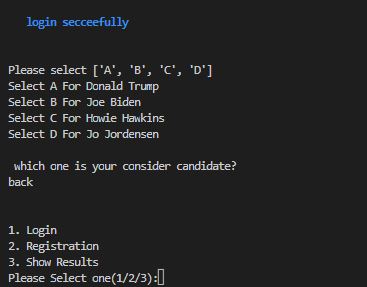 login secceefully
Please select ['A', 'B', 'C', 'D']
Select A For Donald Trump
Select B For Joe Biden
Select C For Howie Hawkins
Select D For Jo Jordensen
which one is your consider candidate?
back
1. Login
2. Registration
3. Show Results
Please Select one(1/2/3):